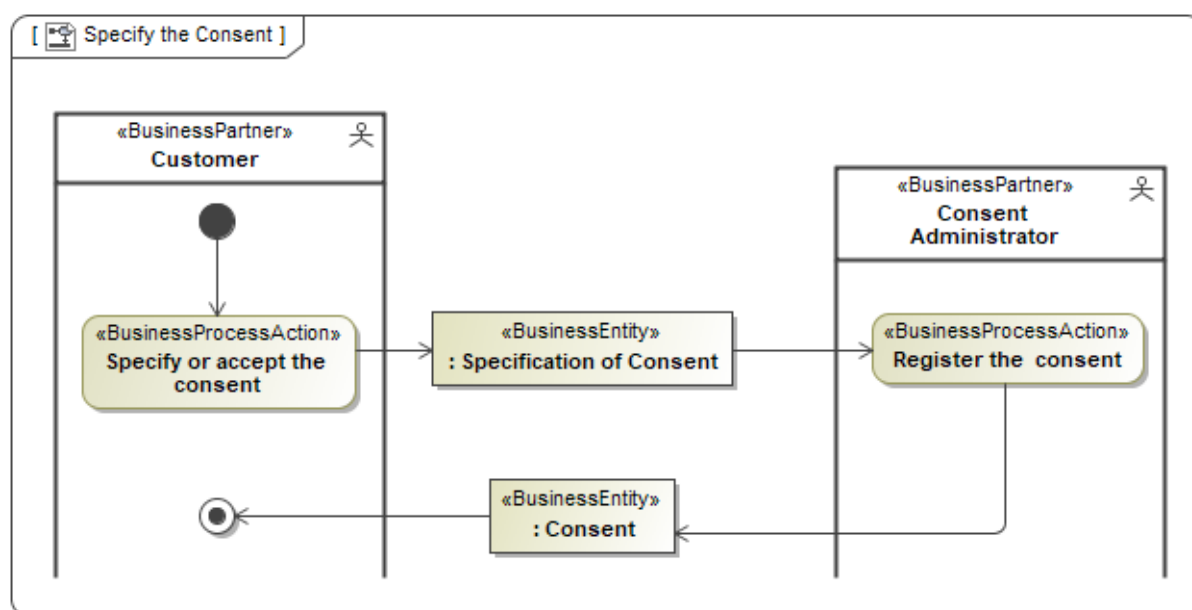 [ Specify the Consent ]
«BusinessPartner»
Customer
«BusinessPartner»
Consent
Administrator
«BusinessProcessAction»
Specify or accept the
consent
«BusinessEntity»
: Specification of Consent
«BusinessProcessAction»
Register the consent
«BusinessEntity»
: Consent